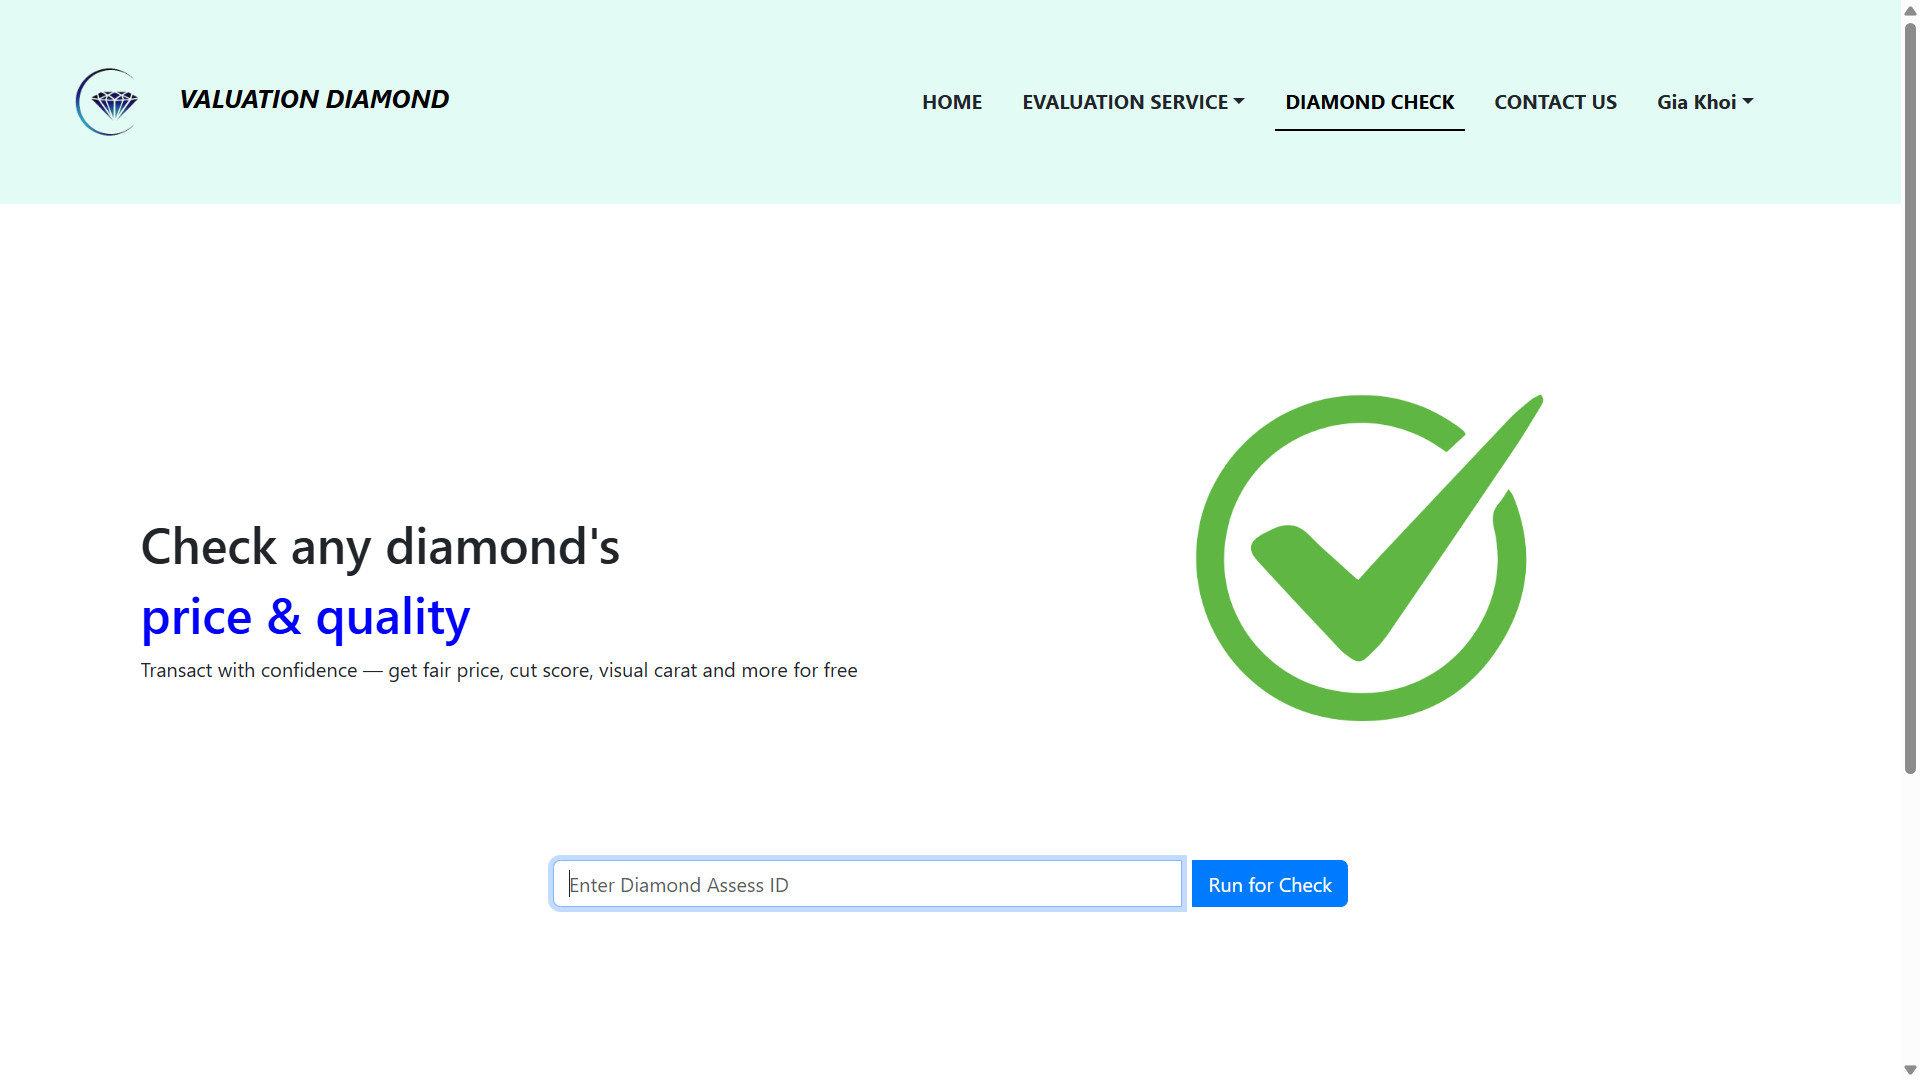 VALUATION DIAMOND
HOME
EVALUATION SERVICE
DIAMOND CHECK
CONTACT US
Gia Khoi
Check any diamond's
price & quality
Transact with confidence — get fair price, cut score, visual carat and more for free
Enter Diamond Assess ID
Run for Check